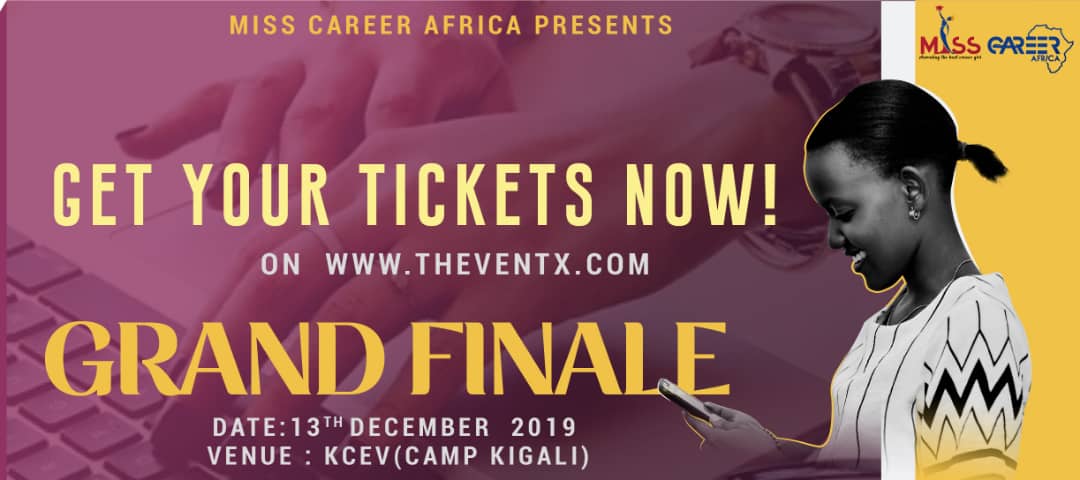 MISS CAREER AFRICA PRESENTS
MISS CAREER
AFRICA
GET YOUR TICKETS NOW!
ON WWW.THEVENTX.COM
GRAND FINALE
DATE:13TH DECEMBER 2019
VENUE : KCEV(CAMP KIGALI)